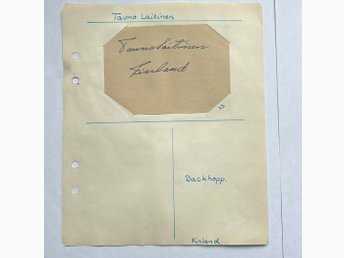 Tauno Laitinen
Tauno Laitinen
Finland
Backhopp.
Finland